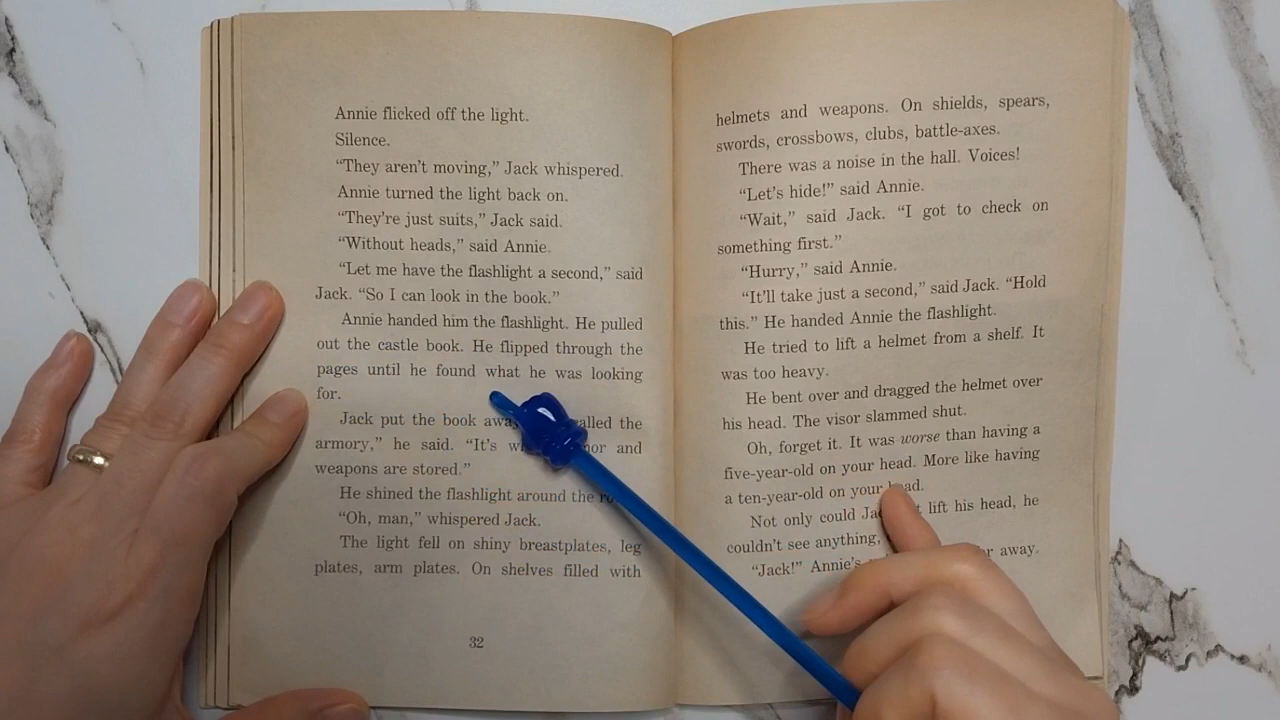 Annie flicked off the light.
Silence.
“They aren’t moving,” Jack whispered.
Annie turned the light back on.
“They’re just suits,” Jack said.
“Without heads,” said Annie.
“Let me have the flashlight a second,” said
Jack. “So I can look in the book.”
Annie handed him the flashlight. He pulled
out the castle book. He flipped through the
pages until he found what he was looking
for.
Jack put the book away the
armory,” he said. “It’s and
weapons are stored.”
He shined the flashlight around the
“Oh, man,” whispered Jack.
The light fell on shiny breastplates, leg
plates, arm plates. On shelves filled with
32
helmets and weapons. On shields, spears,
swords, crossbows, clubs, battle-axes.
There was a noise in the hall. Voices!
“Let’s hide!” said Annie.
“Wait,” said Jack. “I got to check on
something first.”
“Hurry,” said Annie.
“It’ll take just a second,” said Jack. “Hold
this.” He handed Annie the flashlight.
He tried to lift a helmet from a shelf. It
was too heavy.
He bent over and dragged the helmet over
his head. The visor slammed shut.
Oh, forget it. It was worse than having a
five-year-old on your head. More like having
a ten-year-old on your head.
Not only could lift his head, he
couldn’t see anything,
“Jack!” Annie’s away.